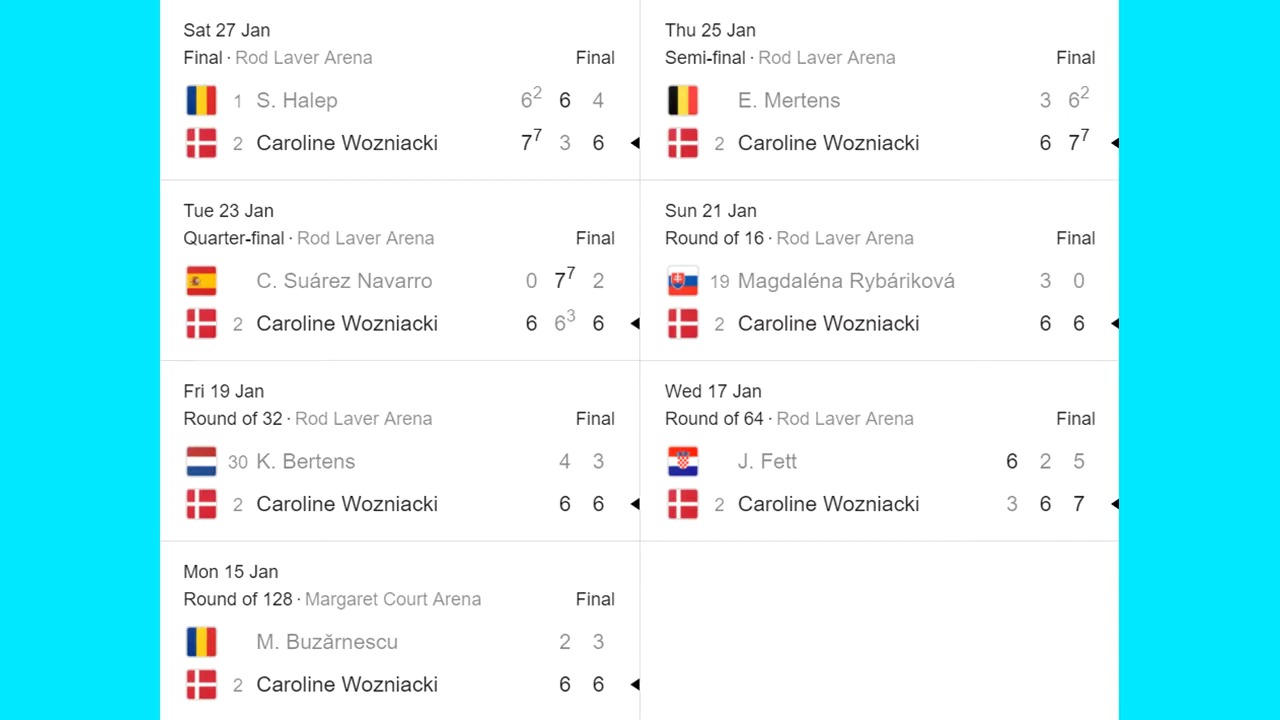 Sat 27 Jan
Final · Rod Laver Arena Final
1 S. Halep 6² 6 4
2 Caroline Wozniacki 7⁷ 3 6
Thu 25 Jan
Semi-final · Rod Laver Arena Final
E. Mertens 3 6²
2 Caroline Wozniacki 6 7⁷
Tue 23 Jan
Quarter-final · Rod Laver Arena Final
C. Suárez Navarro 0 7⁷ 2
2 Caroline Wozniacki 6 6³ 6
Sun 21 Jan
Round of 16 · Rod Laver Arena Final
19 Magdaléna Rybáriková 3 0
2 Caroline Wozniacki 6 6
Fri 19 Jan
Round of 32 · Rod Laver Arena Final
30 K. Bertens 4 3
2 Caroline Wozniacki 6 6
Wed 17 Jan
Round of 64 · Rod Laver Arena Final
J. Fett 6 2 5
2 Caroline Wozniacki 3 6 7
Mon 15 Jan
Round of 128 · Margaret Court Arena Final
M. Buzărnescu 2 3
2 Caroline Wozniacki 6 6